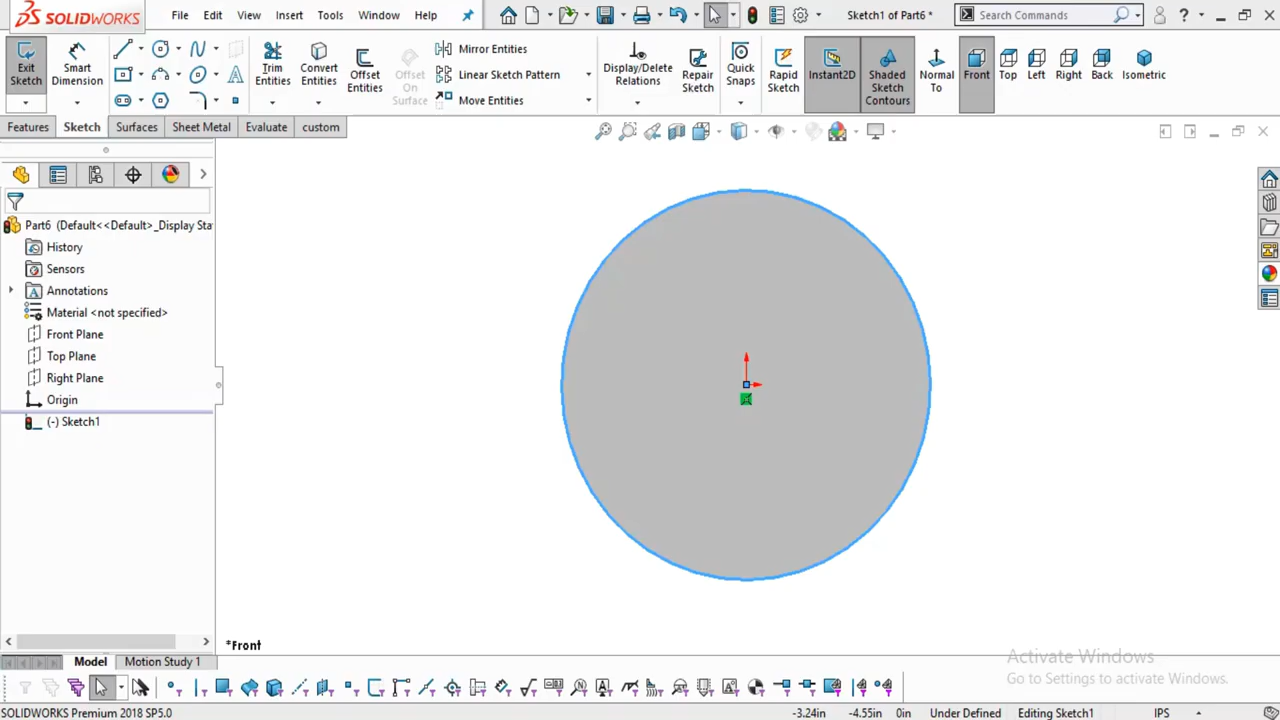 SOLIDWORKS
File Edit View Insert Tools Window Help
Sketch1 of Part6 *
Search Commands
?
Exit Sketch
Smart Dimension
Trim Entities
Convert Entities
Offset Entities
Offset On Surface
Mirror Entities
Linear Sketch Pattern
Move Entities
Display/Delete Relations
Repair Sketch
Quick Snaps
Rapid Sketch
Instant2D
Shaded Sketch Contours
Normal To
Front
Top
Left
Right
Back
Isometric
Features Sketch Surfaces Sheet Metal Evaluate custom
Part6 (Default<<Default>_Display Sta
History
Sensors
Annotations
Material <not specified>
Front Plane
Top Plane
Right Plane
Origin
(-) Sketch1
*Front
Model Motion Study 1
Activate Windows
Go to Settings to activate Windows.
SOLIDWORKS Premium 2018 SP5.0
-3.24in -4.55in 0in Under Defined Editing Sketch1 IPS